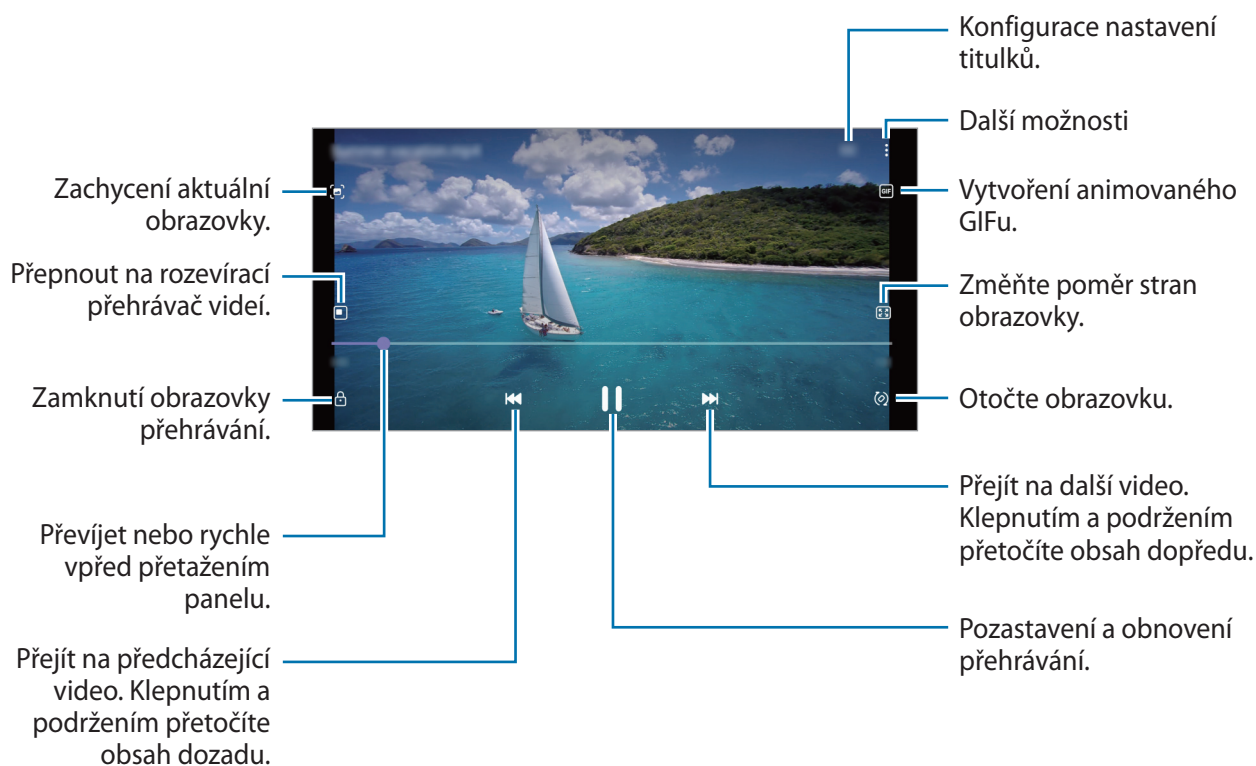 Konfigurace nastavení
titulků.
Další možnosti
Zachycení aktuální
obrazovky.
Vytvoření animovaného
GIFu.
GIF
Přepnout na rozevírací
přehrávač videí.
Změňte poměr stran
obrazovky.
Zamknutí obrazovky
přehrávání.
Otočte obrazovku.
Přejít na další video.
Klepnutím a podržením
přetočíte obsah dopředu.
Převíjet nebo rychle
vpřed přetažením
panelu.
Pozastavení a obnovení
přehrávání.
Přejít na předcházející
video. Klepnutím a
podržením přetočíte
obsah dozadu.